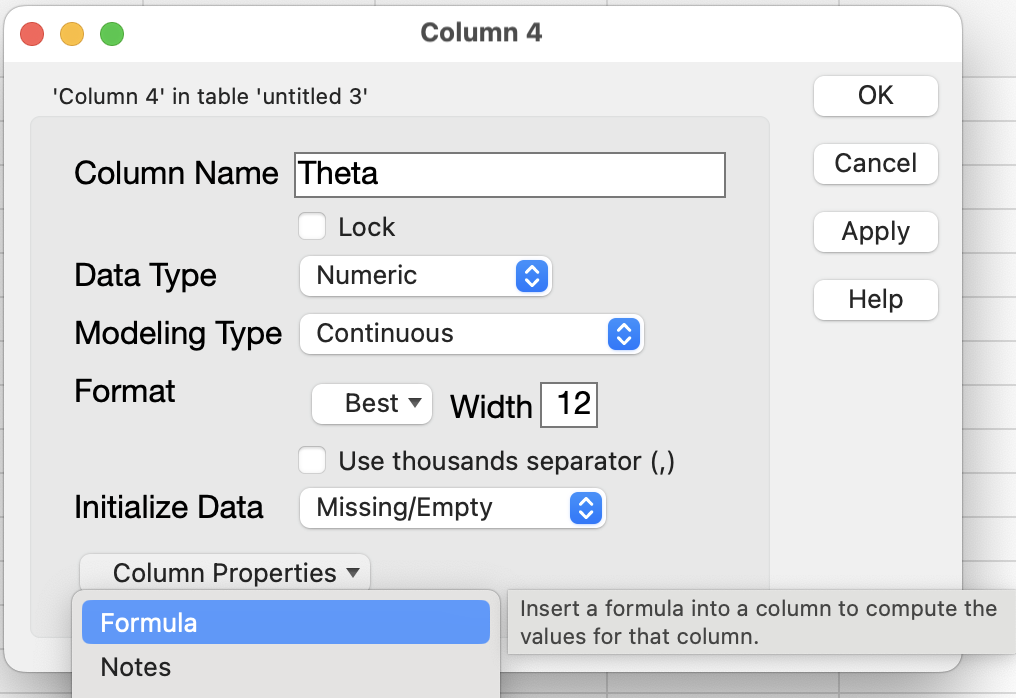 Column 4
'Column 4' in table 'untitled 3'
OK
Column Name Theta
Cancel
Lock
Apply
Data Type Numeric
Help
Modeling Type Continuous
Format Best Width 12
Use thousands separator (,)
Initialize Data Missing/Empty
Column Properties
Formula
Insert a formula into a column to compute the
values for that column.
Notes